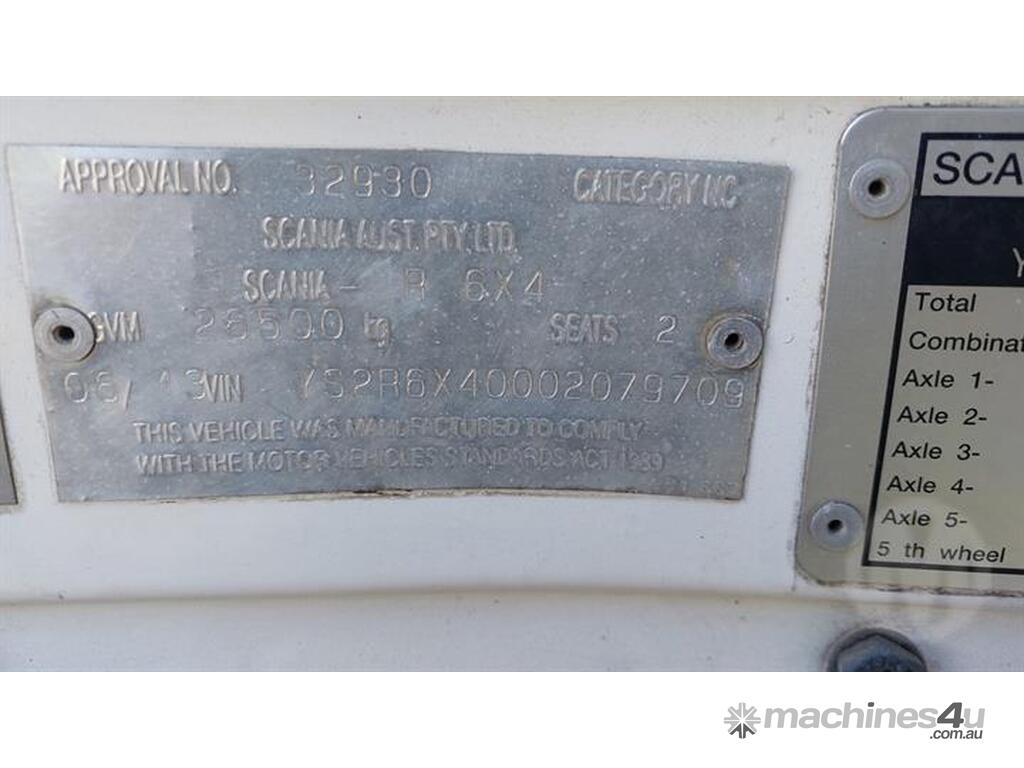 APPROVAL NO. 32930 CATEGORY NC
SCANIA AUST. PTY. LTD.
SCANIA - R 6X4
GVM 26500 kg SEATS 2
06/13 VIN YS2R6X40002079709
THIS VEHICLE WAS MANUFACTURED TO COMPLY
WITH THE MOTOR VEHICLES STANDARDS ACT 1989
SCA
Y
Total
Combinat
Axle 1-
Axle 2-
Axle 3-
Axle 4-
Axle 5-
5 th wheel
machines4u
.com.au